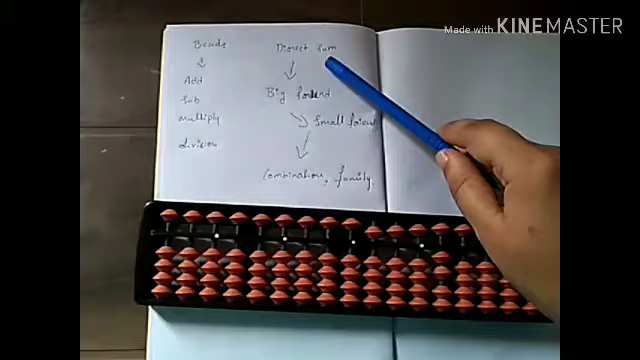 Made with KINEMASTER
Beads
Add
Sub
multiply
division
Direct Sum
Big friend
Small friend
Combination, family.